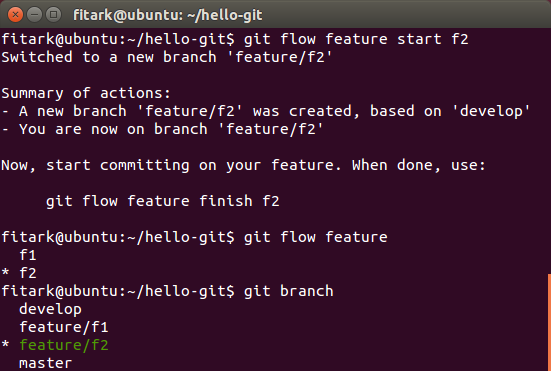 fitark@ubuntu: ~/hello-git
fitark@ubuntu:~/hello-git$ git flow feature start f2
Switched to a new branch 'feature/f2'
Summary of actions:
- A new branch 'feature/f2' was created, based on 'develop'
- You are now on branch 'feature/f2'
Now, start committing on your feature. When done, use:
git flow feature finish f2
fitark@ubuntu:~/hello-git$ git flow feature
f1
* f2
fitark@ubuntu:~/hello-git$ git branch
develop
feature/f1
* feature/f2
master